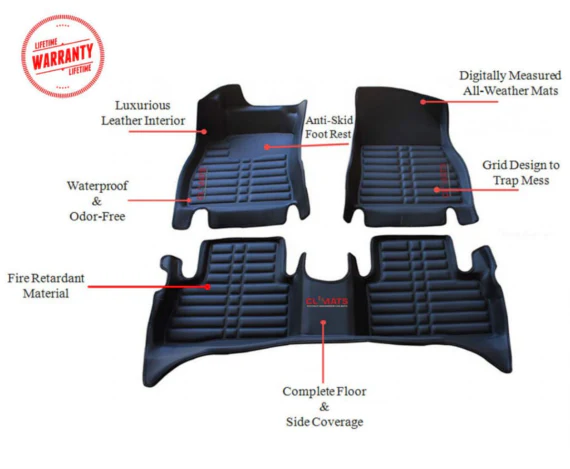 LIFETIME
WARRANTY
LIFETIME
Digitally Measured
All-Weather Mats
Luxurious
Leather Interior
Anti-Skid
Foot Rest
Grid Design to
Trap Mess
Waterproof
&
Odor-Free
Fire Retardant
Material
CLIMATS
Complete Floor
&
Side Coverage